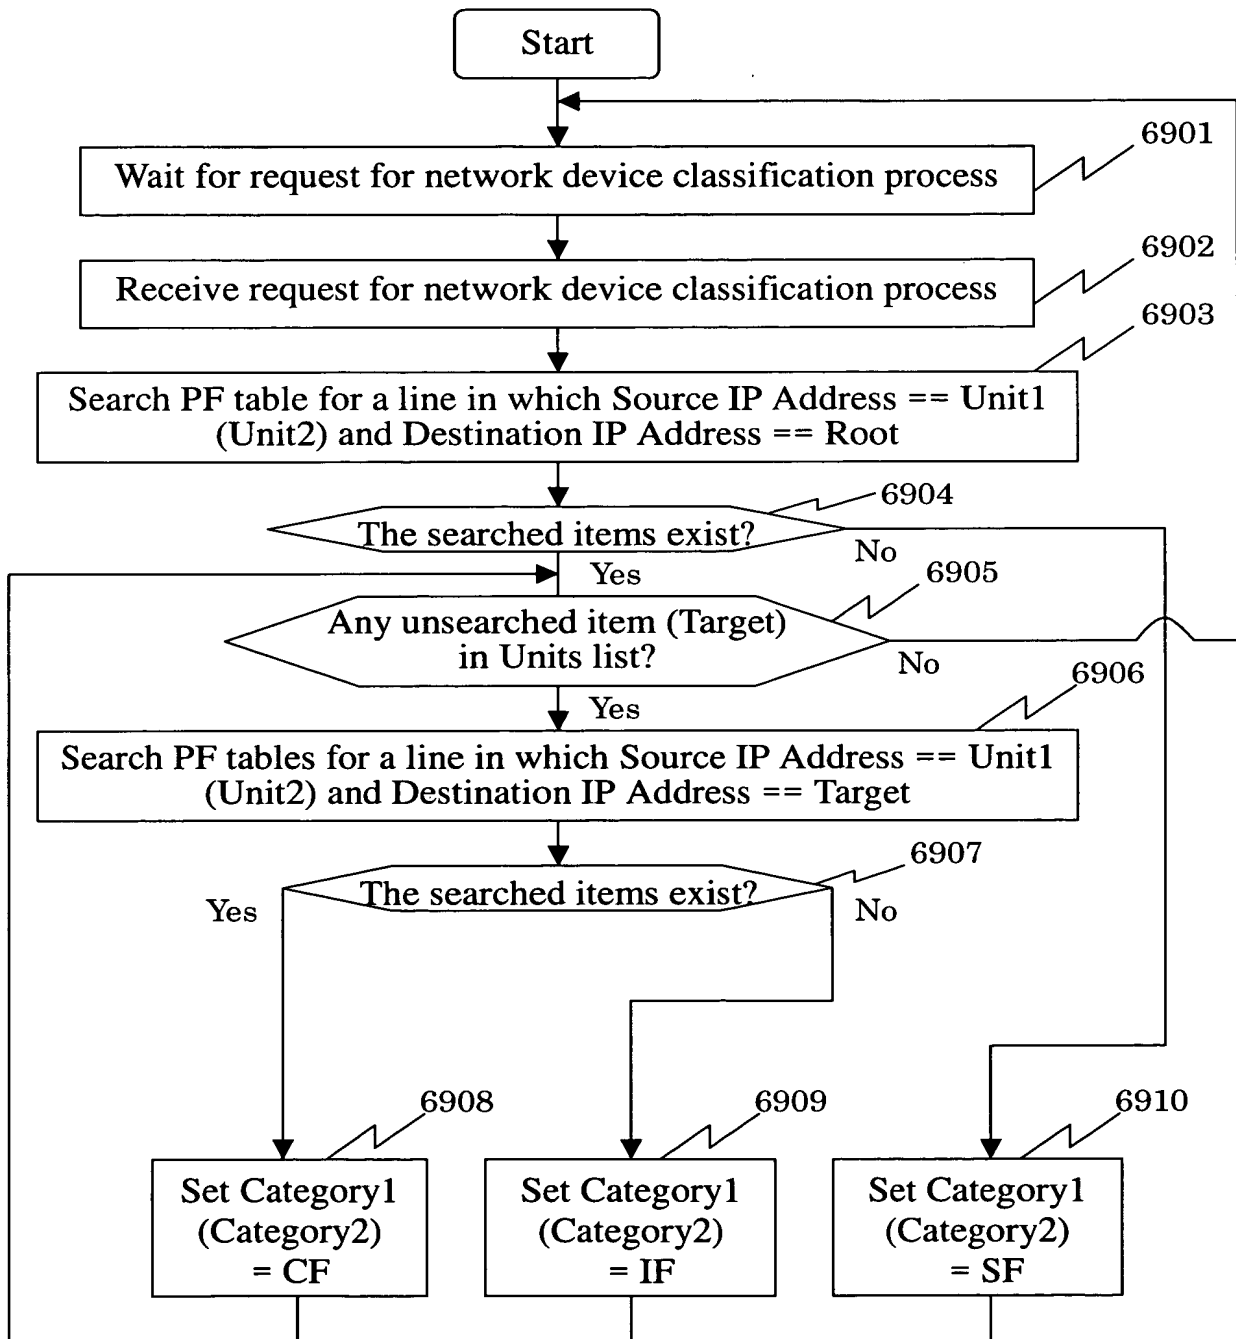 Start
6901
Wait for request for network device classification process
6902
Receive request for network device classification process
6903
Search PF table for a line in which Source IP Address == Unit1
(Unit2) and Destination IP Address == Root
6904
The searched items exist?
No
Yes
6905
Any unsearched item (Target)
in Units list?
No
6906
Yes
Search PF tables for a line in which Source IP Address == Unit1
(Unit2) and Destination IP Address == Target
6907
The searched items exist?
Yes
No
6908
6909
6910
Set Category1
(Category2)
= CF
Set Category1
(Category2)
= IF
Set Category1
(Category2)
= SF